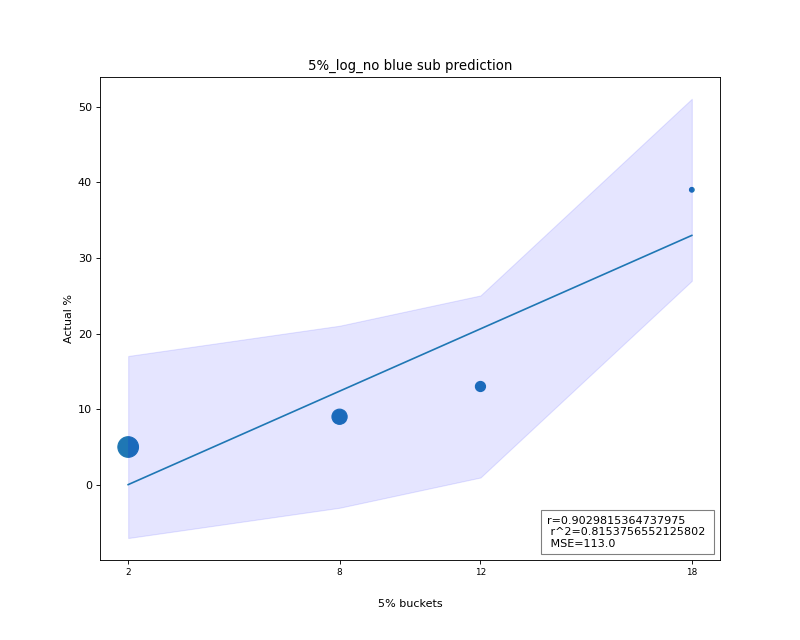 5%_log_no blue sub prediction
50
40
30
20
10
0
Actual %
r=0.9029815364737975
r^2=0.8153756552125802
MSE=113.0
2 8 12 18
5% buckets